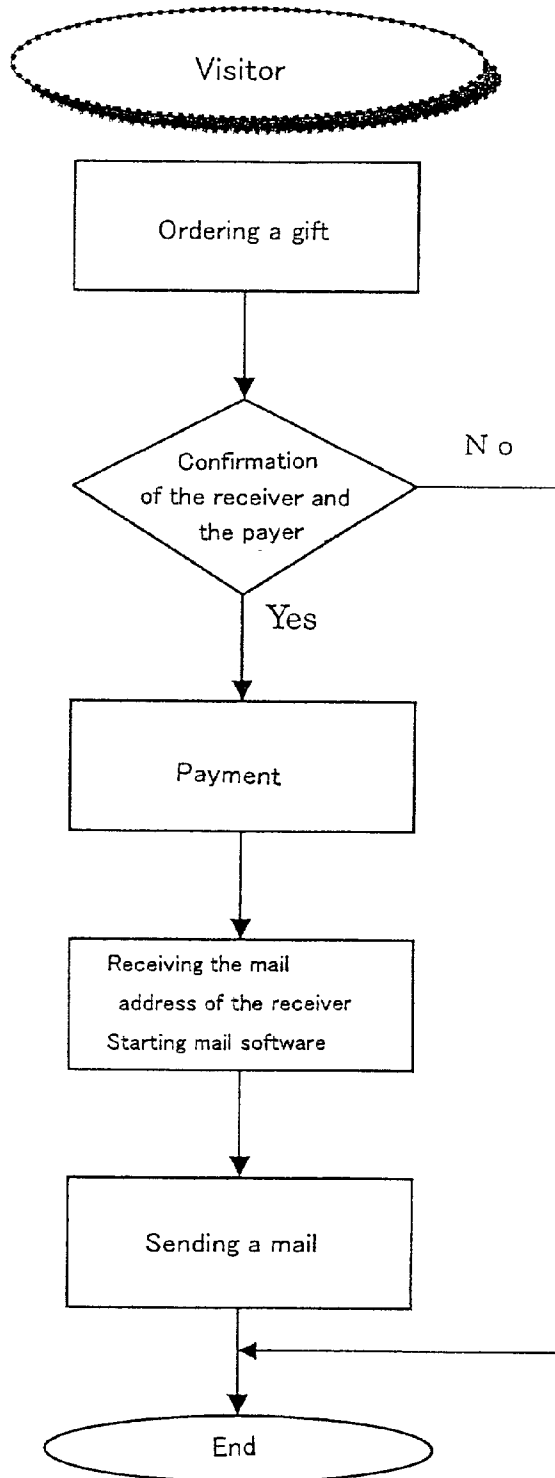 Visitor
Ordering a gift
Confirmation
of the receiver and
the payer
No
Yes
Payment
Receiving the mail
address of the receiver
Starting mail software
Sending a mail
End